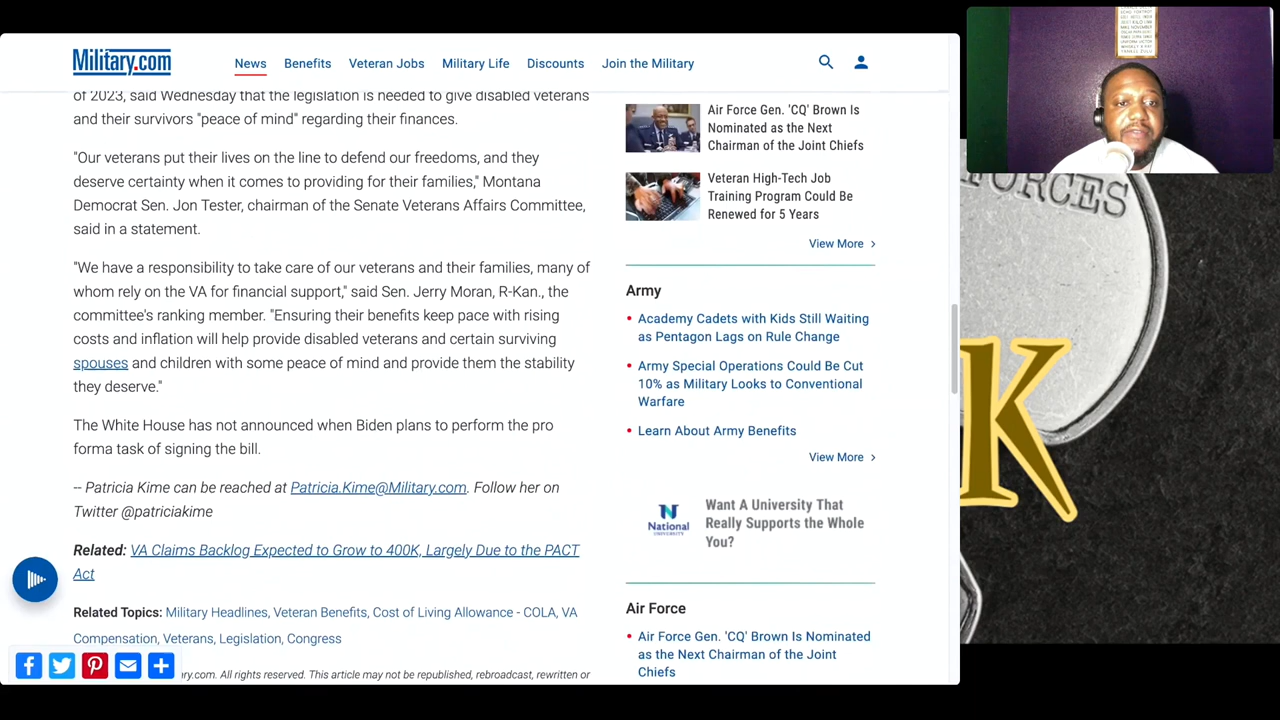 Military.com
News
Benefits
Veteran Jobs
Military Life
Discounts
Join the Military
of 2023, said Wednesday that the legislation is needed to give disabled veterans
and their survivors "peace of mind" regarding their finances.
"Our veterans put their lives on the line to defend our freedoms, and they
deserve certainty when it comes to providing for their families," Montana
Democrat Sen. Jon Tester, chairman of the Senate Veterans Affairs Committee,
said in a statement.
"We have a responsibility to take care of our veterans and their families, many of
whom rely on the VA for financial support," said Sen. Jerry Moran, R-Kan., the
committee's ranking member. "Ensuring their benefits keep pace with rising
costs and inflation will help provide disabled veterans and certain surviving
spouses and children with some peace of mind and provide them the stability
they deserve."
The White House has not announced when Biden plans to perform the pro
forma task of signing the bill.
-- Patricia Kime can be reached at Patricia.Kime@Military.com. Follow her on
Twitter @patriciakime
Related: VA Claims Backlog Expected to Grow to 400K, Largely Due to the PACT
Act
Related Topics: Military Headlines, Veteran Benefits, Cost of Living Allowance - COLA, VA
Compensation, Veterans, Legislation, Congress
ry.com. All rights reserved. This article may not be republished, rebroadcast, rewritten or
Air Force Gen. 'CQ' Brown Is
Nominated as the Next
Chairman of the Joint Chiefs
Veteran High-Tech Job
Training Program Could Be
Renewed for 5 Years
View More
Army
Academy Cadets with Kids Still Waiting
as Pentagon Lags on Rule Change
Army Special Operations Could Be Cut
10% as Military Looks to Conventional
Warfare
Learn About Army Benefits
View More
National
UNIVERSITY
Want A University That
Really Supports the Whole
You?
Air Force
Air Force Gen. 'CQ' Brown Is Nominated
as the Next Chairman of the Joint
Chiefs
FORCES
K